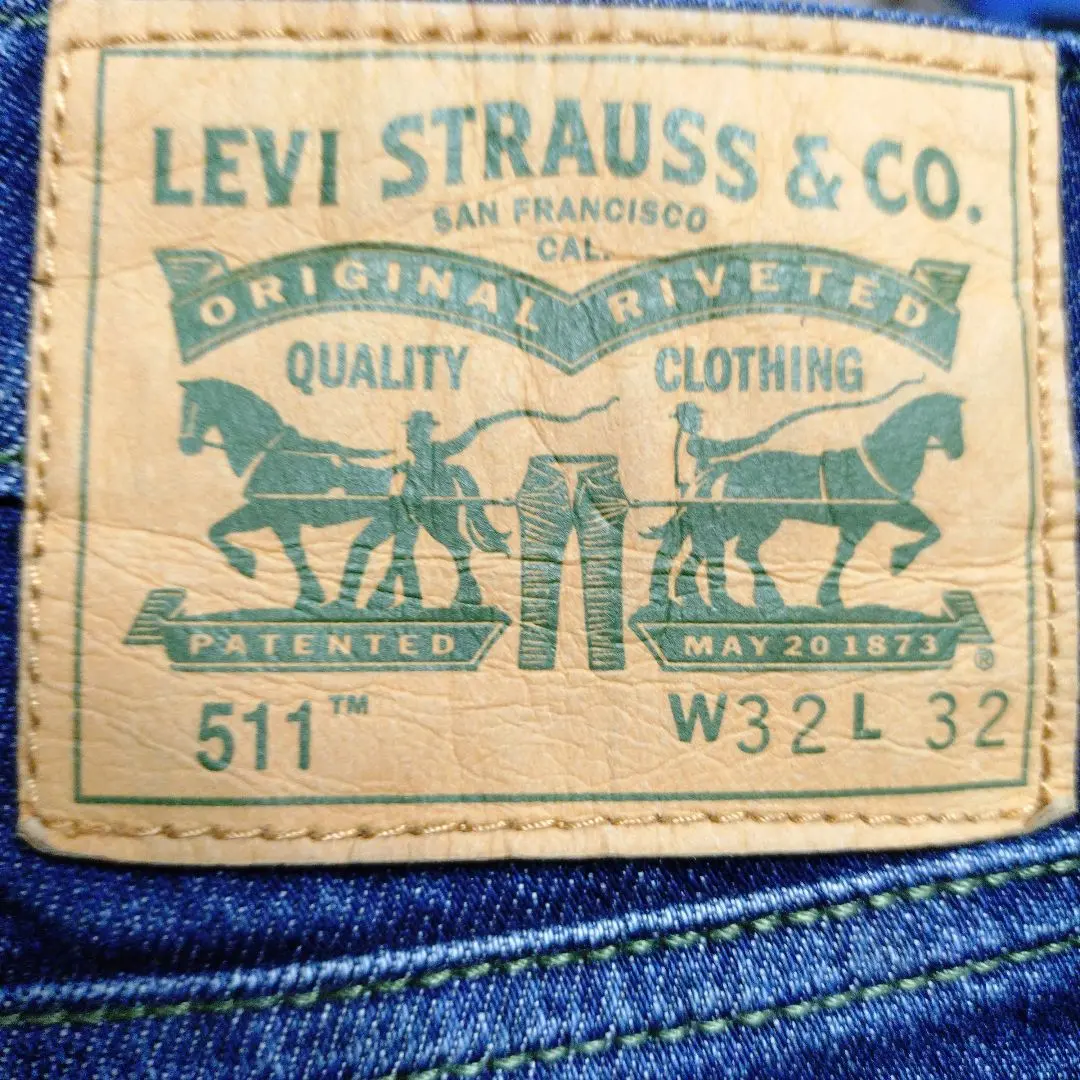 LEVI STRAUSS & CO.
SAN FRANCISCO
CAL.
ORIGINAL RIVETED
QUALITY CLOTHING
PATENTED MAY 20 1873 ®
511™ W32 L 32